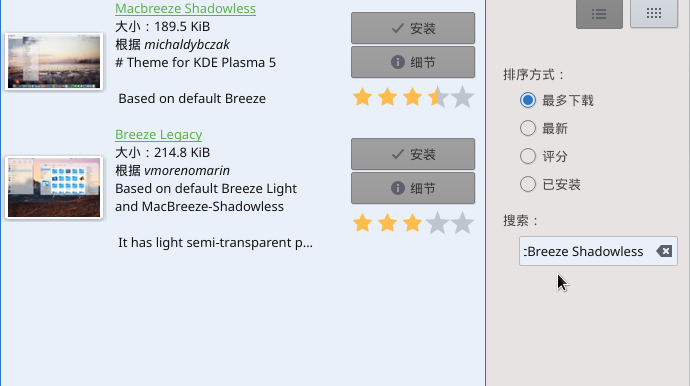 Macbreeze Shadowless
大小：189.5 KiB
根据 michaldybczak
# Theme for KDE Plasma 5
Based on default Breeze
安装
细节
Breeze Legacy
大小：214.8 KiB
根据 vmorenomarin
Based on default Breeze Light
and MacBreeze-Shadowless
It has light semi-transparent p...
安装
细节
排序方式：
最多下载
最新
评分
已安装
搜索：
Breeze Shadowless